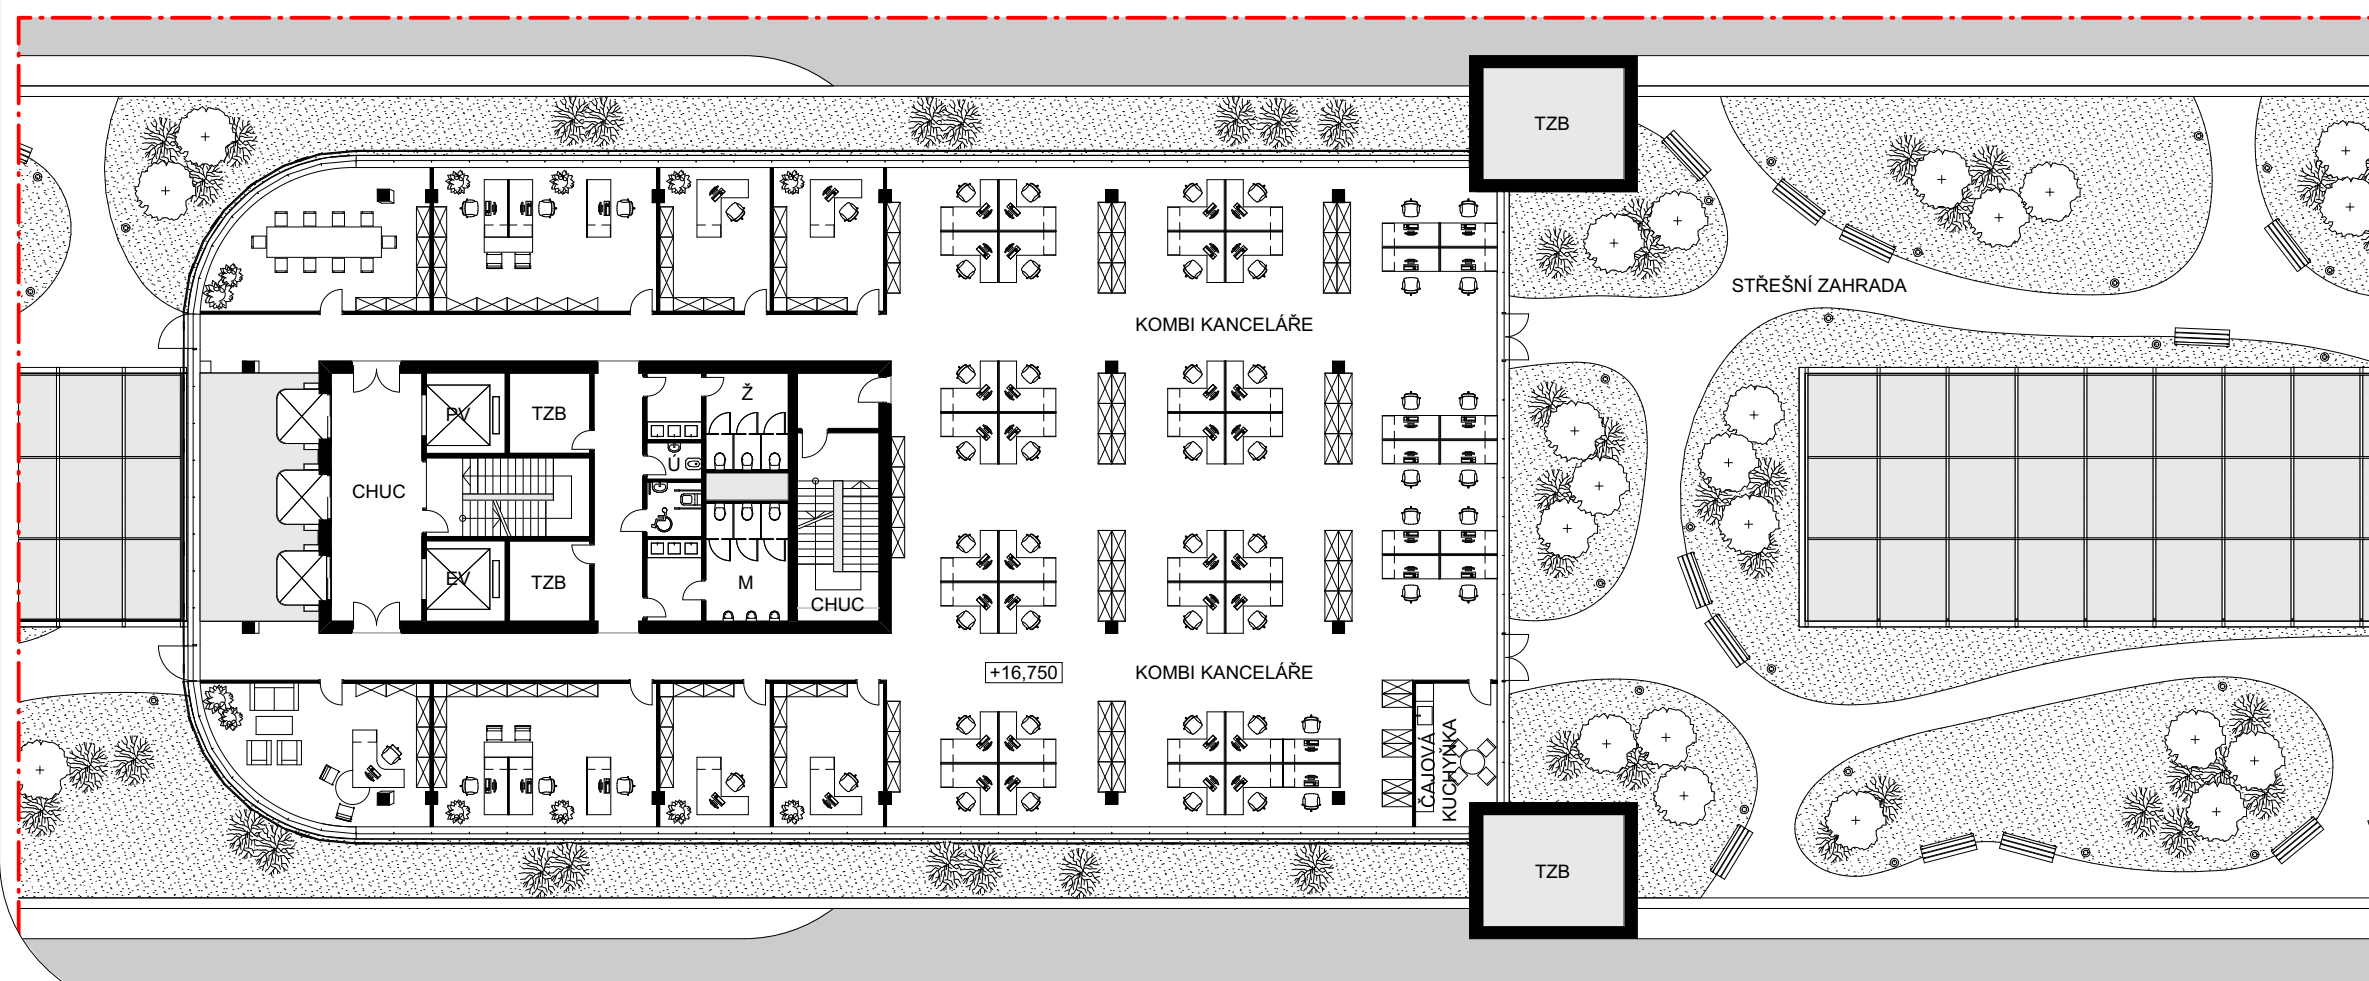 TZB
STŘEŠNÍ ZAHRADA
KOMBI KANCELÁŘE
PV
TZB
Ž
Ú
CHUC
EV
TZB
M
CHUC
+16,750
KOMBI KANCELÁŘE
ČAJOVÁ
KUCHYŇKA
TZB